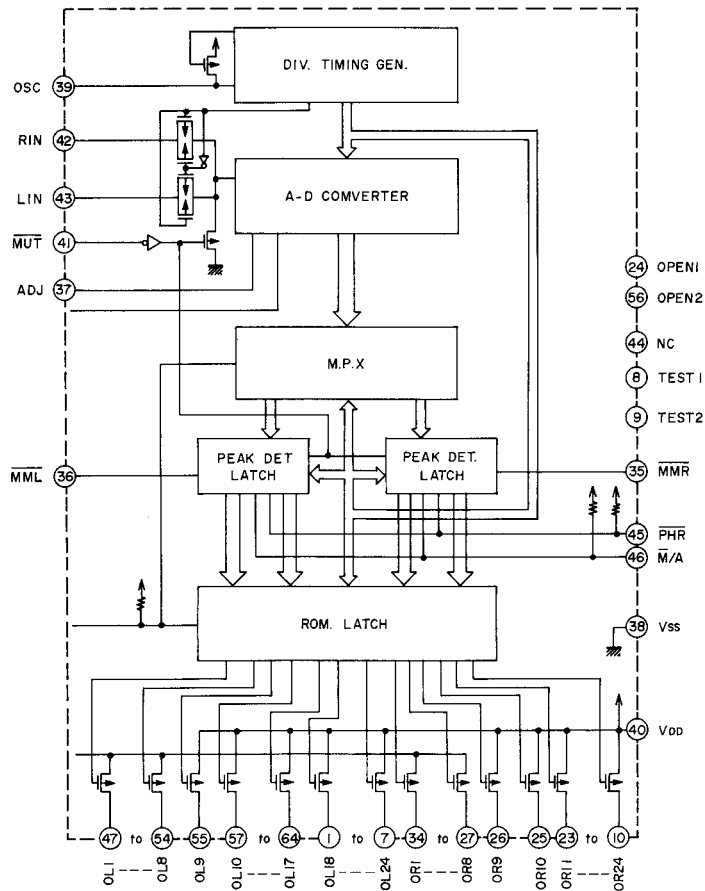 DIV. TIMING GEN.
OSC 39
RIN 42
LIN 43
A-D COMVERTER
MUT 41
ADJ 37
24 OPEN1
56 OPEN2
44 NC
8 TEST 1
9 TEST2
M.P.X
PEAK DET
LATCH
PEAK DET.
LATCH
MML 36
35 MMR
45 PHR
46 M/A
ROM. LATCH
38 VSS
40 VDD
47 to 54 55 57 to 64 1 to 7 34 to 27 26 25 23 to 10
OL1 ----- OL8 OL9 OL10 ----- OL17 OL18 ----- OL24 OR1 ----- OR8 OR9 OR10 OR11 ----- OR24